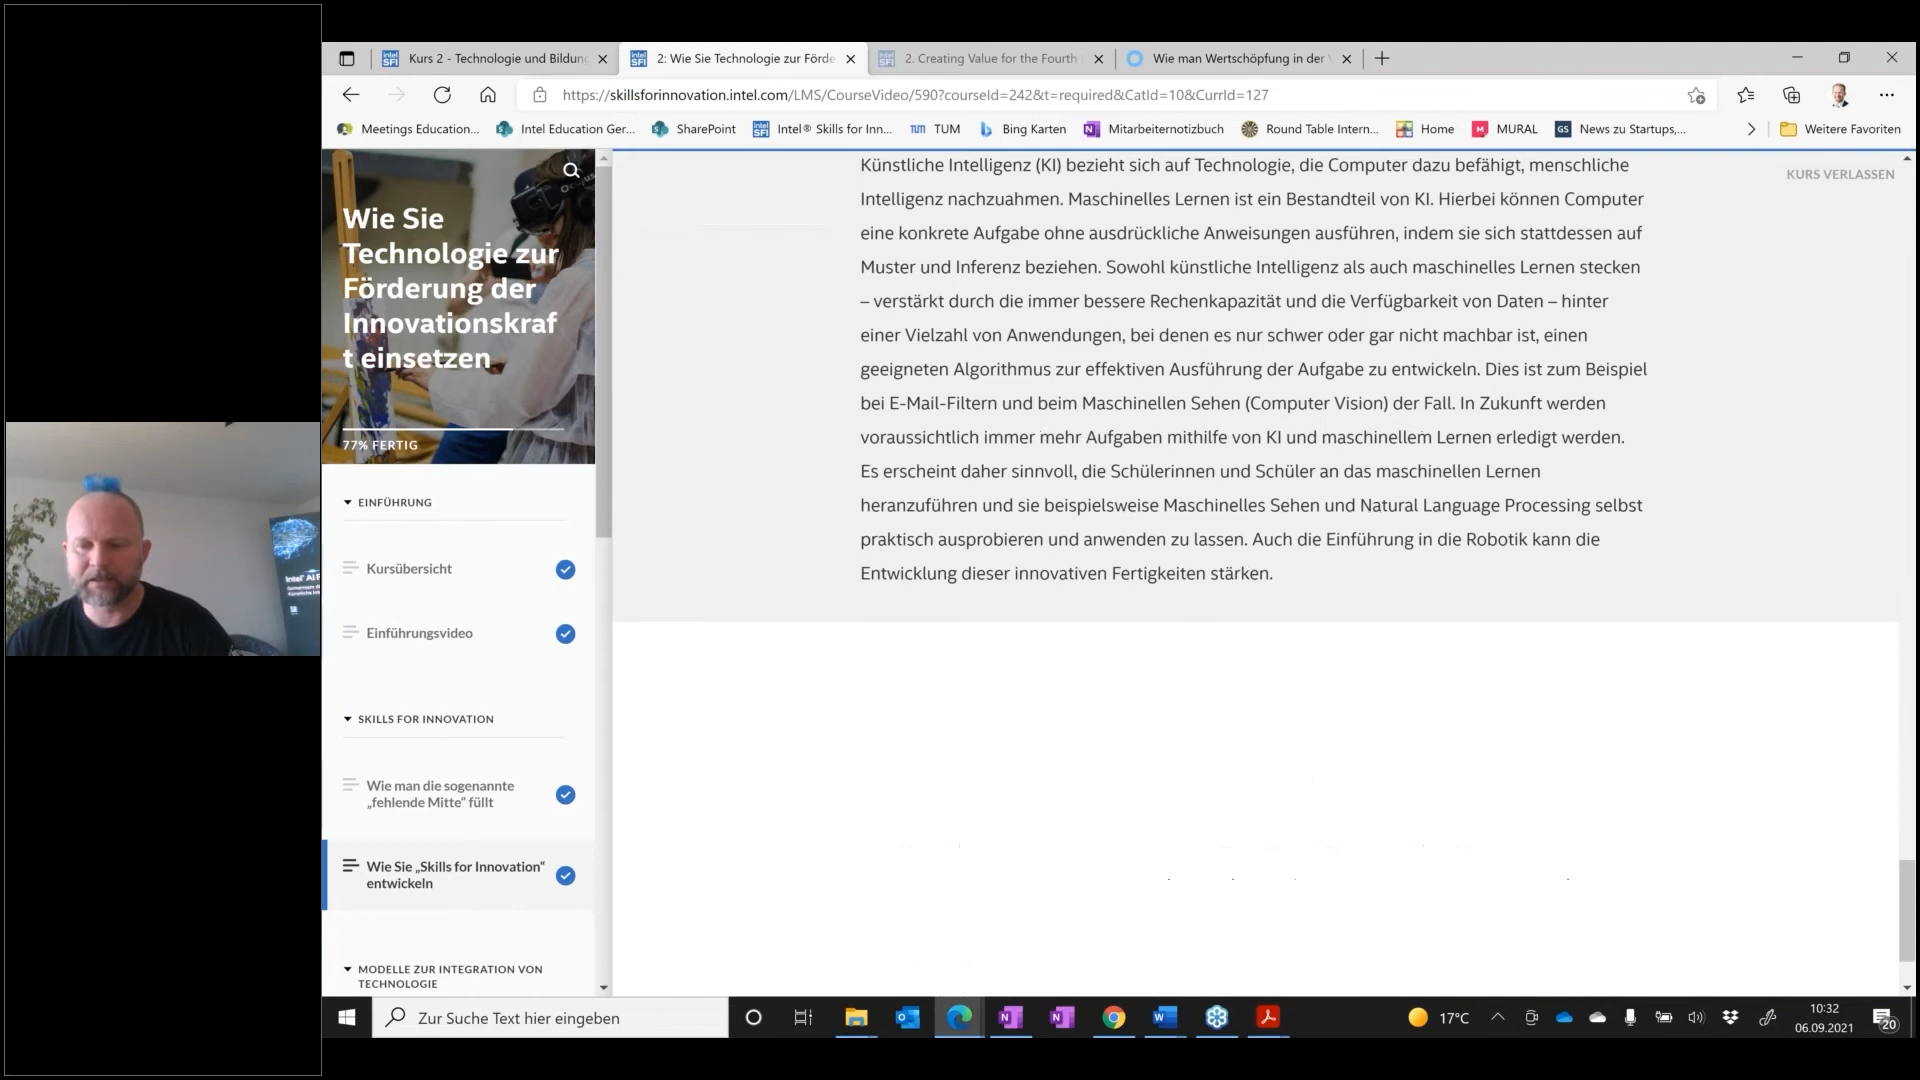 Kurs 2 - Technologie und Bildung
2: Wie Sie Technologie zur Förde
2. Creating Value for the Fourth
Wie man Wertschöpfung in der
https://skillsforinnovation.intel.com/LMS/CourseVideo/590?courseId=242&t=required&CatId=10&CurrId=127
Meetings Education...
Intel Education Ger...
SharePoint
Intel® Skills for Inn...
TUM
Bing Karten
Mitarbeiternotizbuch
Round Table Intern...
Home
MURAL
News zu Startups,...
Weitere Favoriten
Wie Sie
Technologie zur
Förderung der
Innovationskraf
t einsetzen
77% FERTIG
EINFÜHRUNG
Kursübersicht
Einführungsvideo
SKILLS FOR INNOVATION
Wie man die sogenannte
„fehlende Mitte“ füllt
Wie Sie „Skills for Innovation“
entwickeln
MODELLE ZUR INTEGRATION VON
TECHNOLOGIE
KURS VERLASSEN
Künstliche Intelligenz (KI) bezieht sich auf Technologie, die Computer dazu befähigt, menschliche
Intelligenz nachzuahmen. Maschinelles Lernen ist ein Bestandteil von KI. Hierbei können Computer
eine konkrete Aufgabe ohne ausdrückliche Anweisungen ausführen, indem sie sich stattdessen auf
Muster und Inferenz beziehen. Sowohl künstliche Intelligenz als auch maschinelles Lernen stecken
– verstärkt durch die immer bessere Rechenkapazität und die Verfügbarkeit von Daten – hinter
einer Vielzahl von Anwendungen, bei denen es nur schwer oder gar nicht machbar ist, einen
geeigneten Algorithmus zur effektiven Ausführung der Aufgabe zu entwickeln. Dies ist zum Beispiel
bei E-Mail-Filtern und beim Maschinellen Sehen (Computer Vision) der Fall. In Zukunft werden
voraussichtlich immer mehr Aufgaben mithilfe von KI und maschinellem Lernen erledigt werden.
Es erscheint daher sinnvoll, die Schülerinnen und Schüler an das maschinellen Lernen
heranzuführen und sie beispielsweise Maschinelles Sehen und Natural Language Processing selbst
praktisch ausprobieren und anwenden zu lassen. Auch die Einführung in die Robotik kann die
Entwicklung dieser innovativen Fertigkeiten stärken.
Zur Suche Text hier eingeben
17°C
10:32
06.09.2021
20